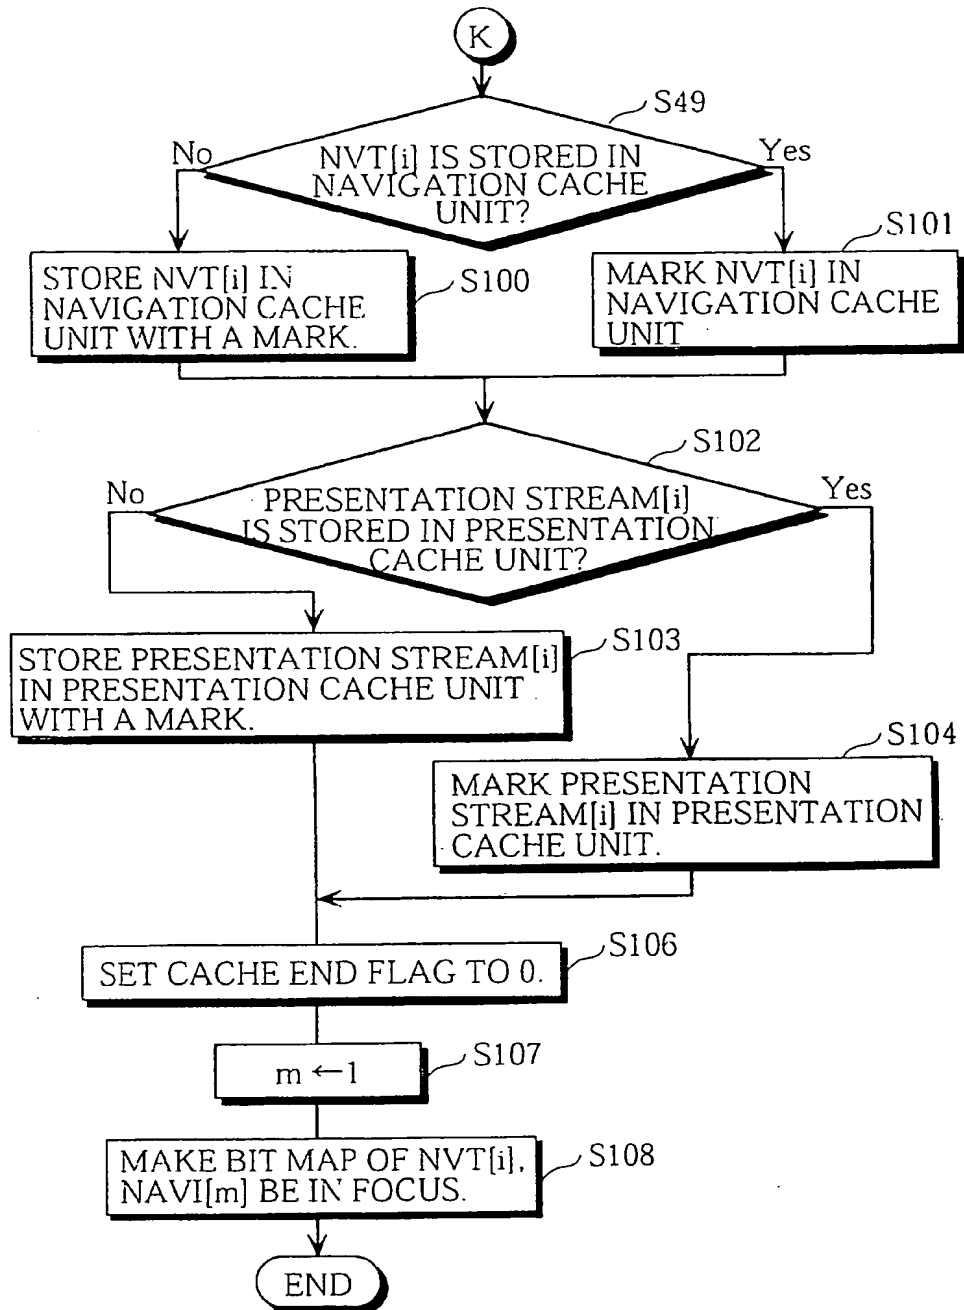 K
S49
No
Yes
NVT[i] IS STORED IN
NAVIGATION CACHE
UNIT?
S101
STORE NVT[i] IN
NAVIGATION CACHE
UNIT WITH A MARK.
S100
MARK NVT[i] IN
NAVIGATION CACHE
UNIT
S102
No
Yes
PRESENTATION STREAM[i]
IS STORED IN PRESENTATION
CACHE UNIT?
S103
STORE PRESENTATION STREAM[i]
IN PRESENTATION CACHE UNIT
WITH A MARK.
S104
MARK PRESENTATION
STREAM[i] IN PRESENTATION
CACHE UNIT.
S106
SET CACHE END FLAG TO 0.
S107
m ←1
S108
MAKE BIT MAP OF NVT[i],
NAVI[m] BE IN FOCUS.
END